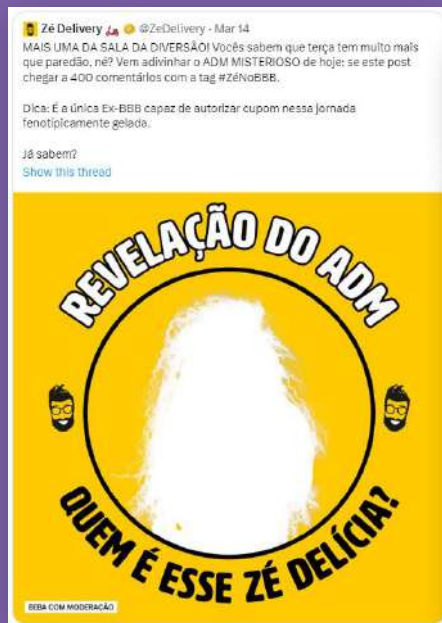 Zé Delivery @ZeDelivery - Mar 14
MAIS UMA DA SALA DA DIVERSÃO! Vocês sabem que terça tem muito mais
que paredão, né? Vem adivinhar o ADM MISTERIOSO de hoje: se este post
chegar a 400 comentários com a tag #ZéNoBBB.
Dica: É a única Ex-BBB capaz de autorizar cupom nessa jornada
fenotipicamente gelada.
Já sabem?
Show this thread
REVELAÇÃO DO ADM
QUEM É ESSE ZÉ DELÍCIA?
BEBA COM MODERAÇÃO